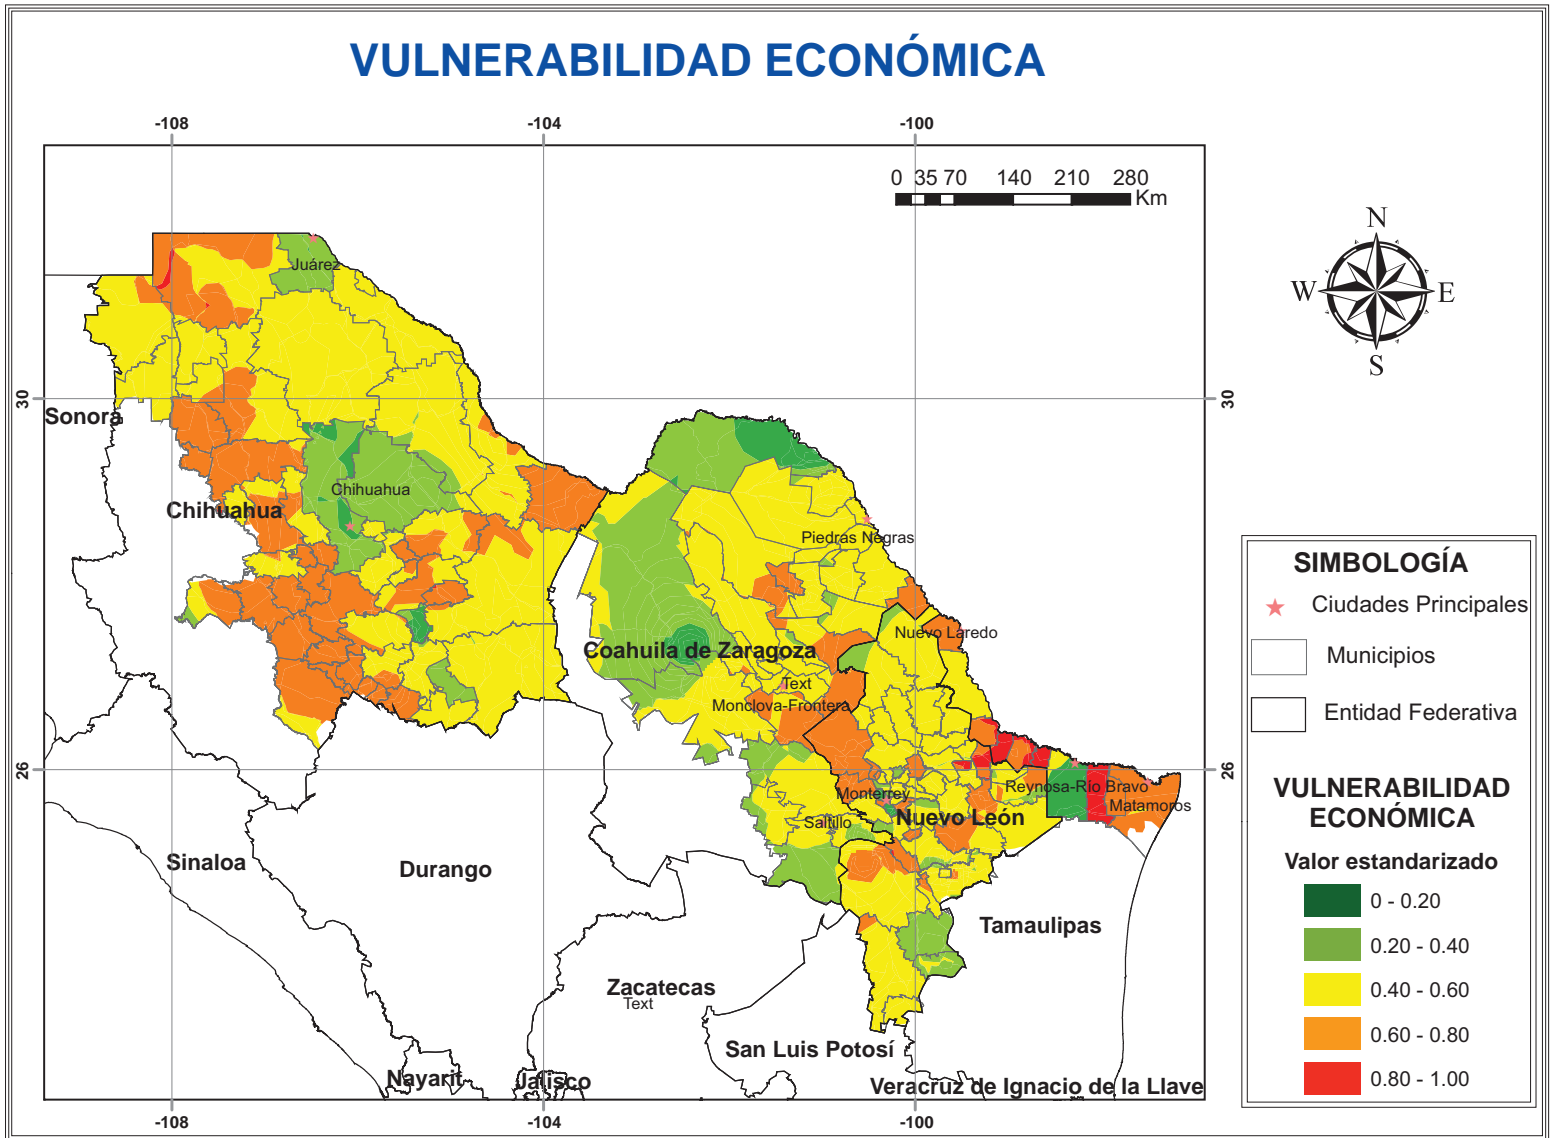 VULNERABILIDAD ECONÓMICA
-108
-104
-100
0 35 70 140 210 280
Km
N
W
E
S
30
30
26
26
Juárez
Sonora
Chihuahua
Chihuahua
Piedras Negras
Nuevo Laredo
Coahuila de Zaragoza
Text
Monclova-Frontera
Monterrey
Reynosa-Río Bravo
Matamoros
Saltillo
Nuevo León
Sinaloa
Durango
Tamaulipas
Zacatecas
Text
San Luis Potosí
Nayarit
Jalisco
Veracruz de Ignacio de la Llave
-108
-104
-100
SIMBOLOGÍA
Ciudades Principales
Municipios
Entidad Federativa
VULNERABILIDAD
ECONÓMICA
Valor estandarizado
0 - 0.20
0.20 - 0.40
0.40 - 0.60
0.60 - 0.80
0.80 - 1.00